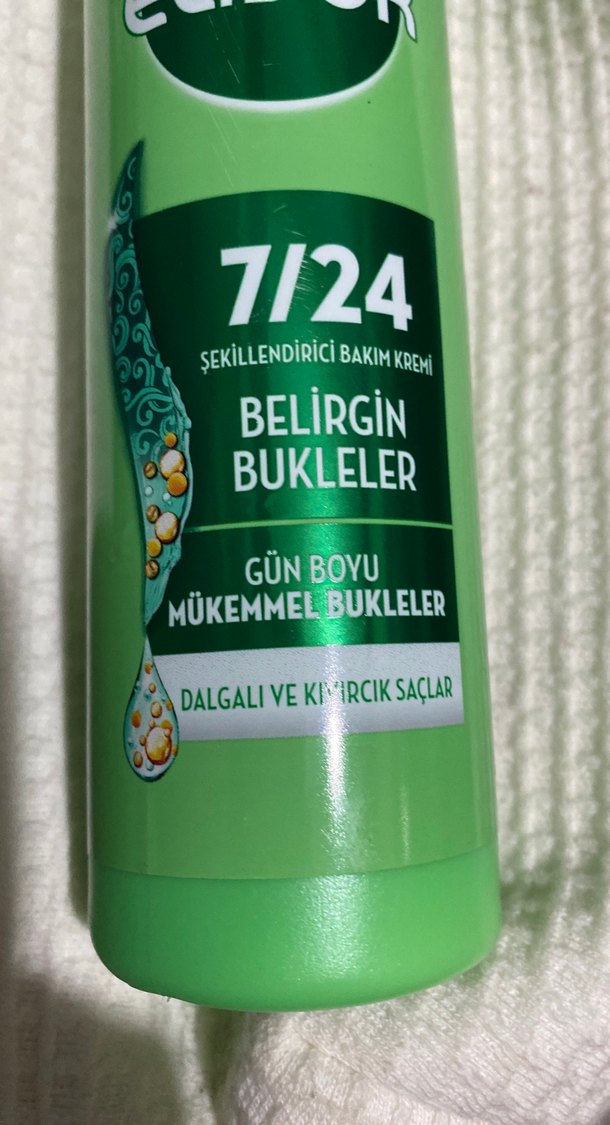 ELIDOR
7/24
ŞEKİLLENDİRİCİ BAKIM KREMİ
BELİRGİN
BUKLELER
GÜN BOYU
MÜKEMMEL BUKLELER
DALGALI VE KIVIRCIK SAÇLAR